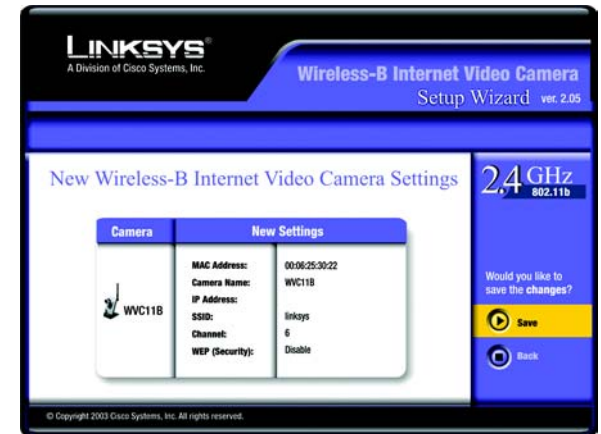 LINKSYS®
A Division of Cisco Systems, Inc.
Wireless-B Internet Video Camera
Setup Wizard ver. 2.05
New Wireless-B Internet Video Camera Settings
2.4 GHz
802.11b
Camera
New Settings
WVC11B
MAC Address: 00:06:25:30:22
Camera Name: WVC11B
IP Address:
SSID: linksys
Channel: 6
WEP (Security): Disable
Would you like to
save the changes?
Save
Back
© Copyright 2003 Cisco Systems, Inc. All rights reserved.